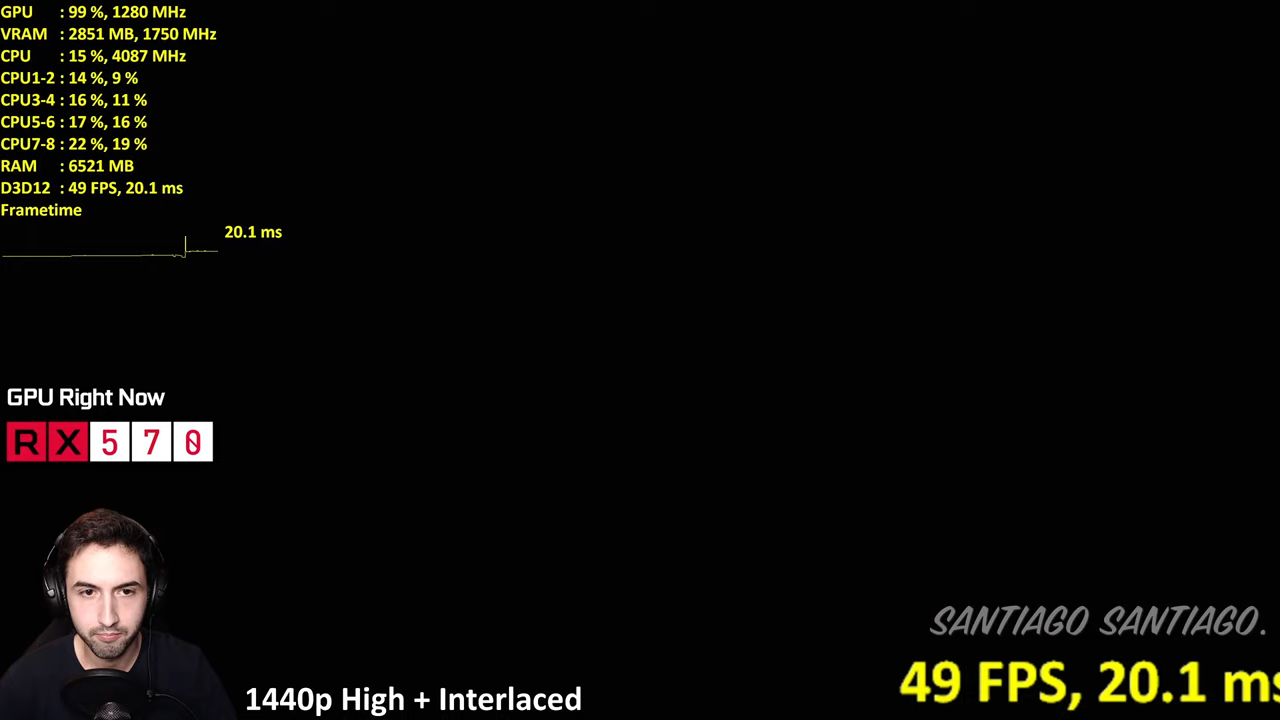 GPU : 99 %, 1280 MHz
VRAM : 2851 MB, 1750 MHz
CPU : 15 %, 4087 MHz
CPU1-2 : 14 %, 9 %
CPU3-4 : 16 %, 11 %
CPU5-6 : 17 %, 16 %
CPU7-8 : 22 %, 19 %
RAM : 6521 MB
D3D12 : 49 FPS, 20.1 ms
Frametime
20.1 ms
GPU Right Now
RX 570
SANTIAGO SANTIAGO.
49 FPS, 20.1 ms
1440p High + Interlaced